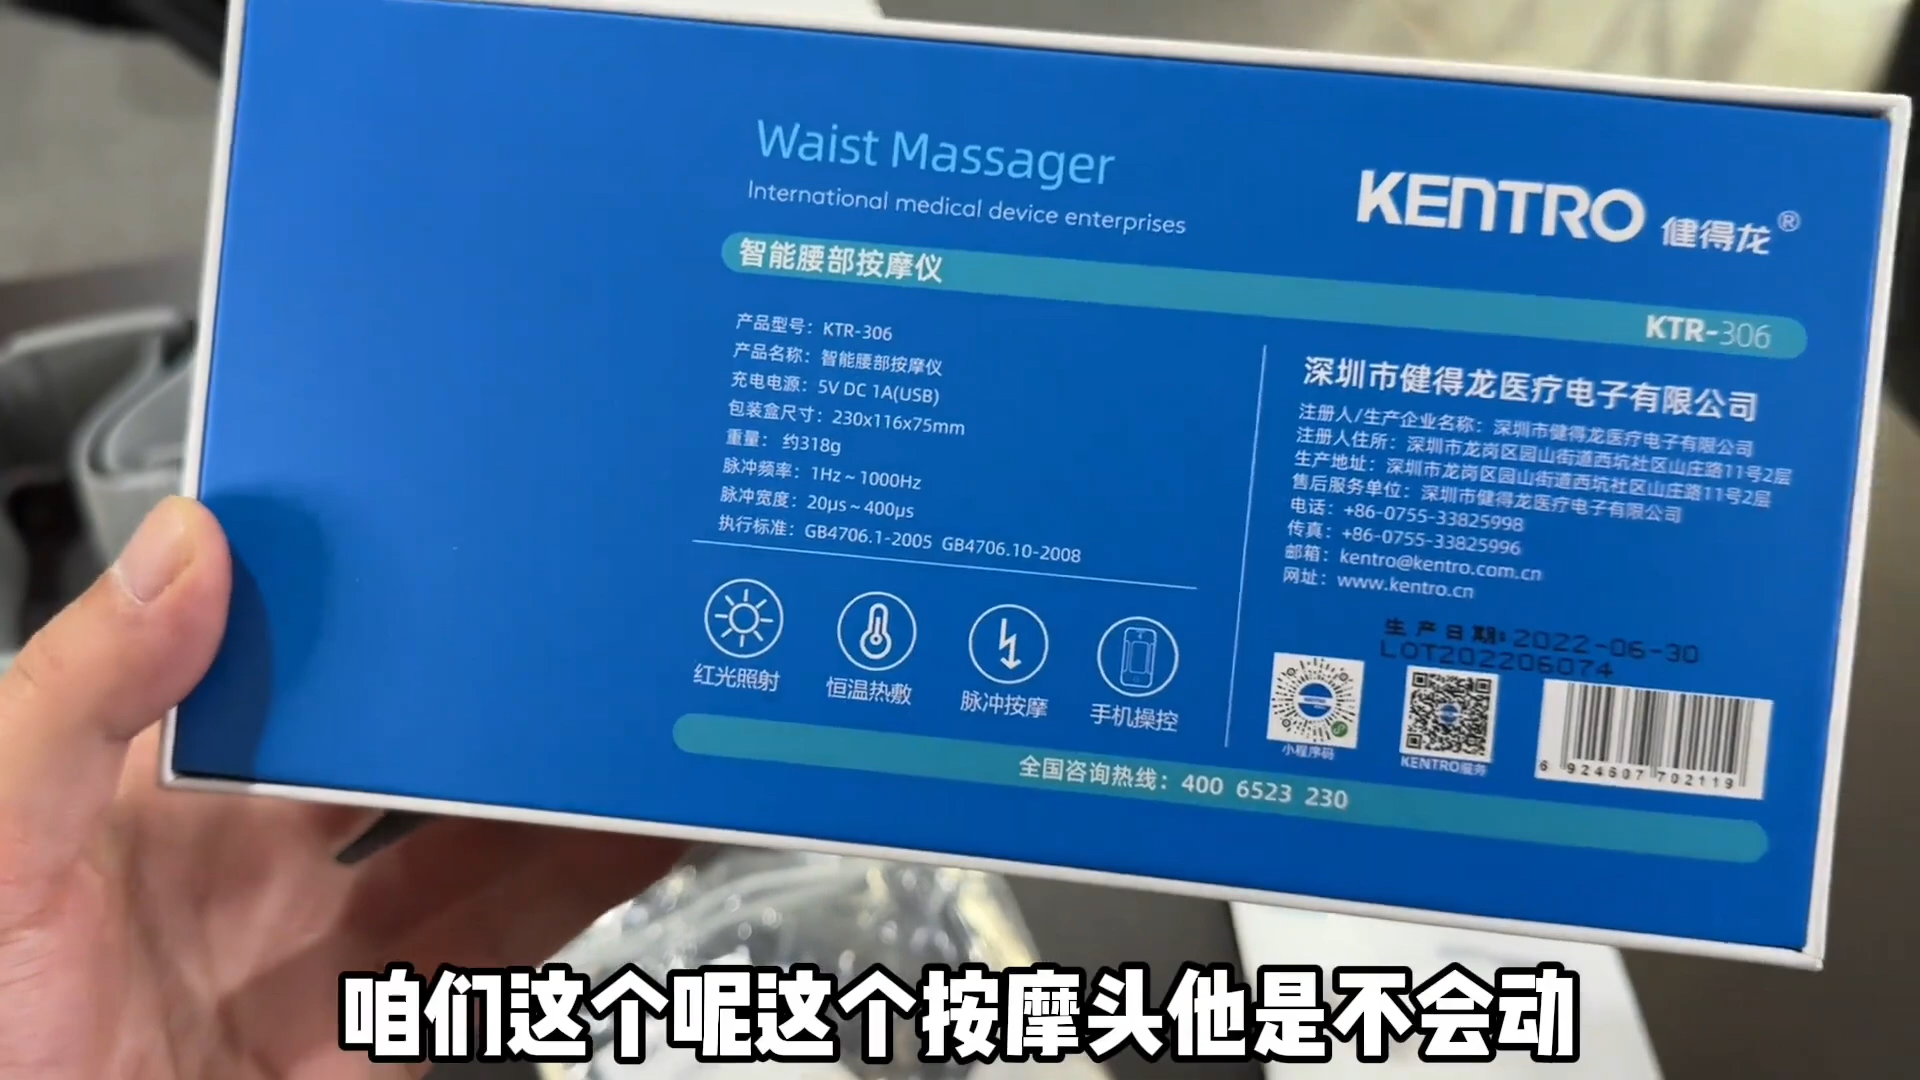 Waist Massager
International medical device enterprises
KENTRO 健得龙®
智能腰部按摩仪
KTR-306
产品型号：KTR-306
产品名称：智能腰部按摩仪
充电电源：5V DC 1A(USB)
包装盒尺寸：230x116x75mm
重量：约318g
脉冲频率：1Hz～1000Hz
脉冲宽度：20μs～400μs
执行标准：GB4706.1-2005 GB4706.10-2008
深圳市健得龙医疗电子有限公司
注册人/生产企业名称：深圳市健得龙医疗电子有限公司
注册人住所：深圳市龙岗区园山街道西坑社区山庄路11号2层
生产地址：深圳市龙岗区园山街道西坑社区山庄路11号2层
售后服务单位：深圳市健得龙医疗电子有限公司
电话：+86-0755-33825998
传真：+86-0755-33825996
邮箱：kentro@kentro.com.cn
网址：www.kentro.cn
生产日期:2022-06-30
LOT202206074
红光照射
恒温热敷
脉冲按摩
手机操控
小程序码
KENTRO服务
6 924607 702119
全国咨询热线：400 6523 230
咱们这个呢这个按摩头他是不会动